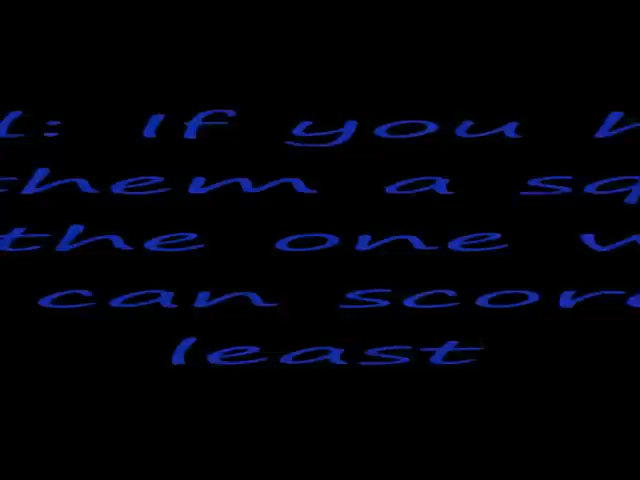 l: If you h
them a sq
the one w
can scor
least